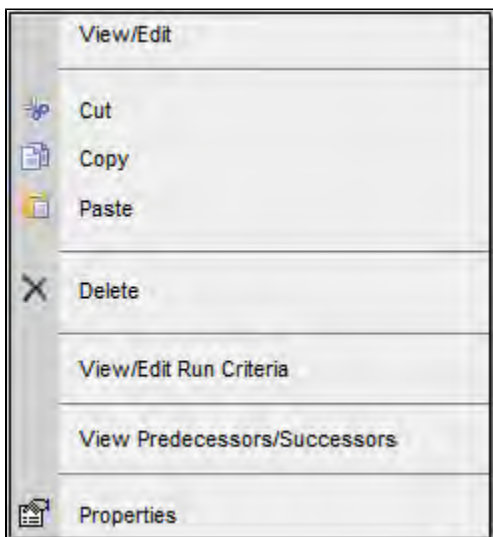 View/Edit
Cut
Copy
Paste
Delete
View/Edit Run Criteria
View Predecessors/Successors
Properties